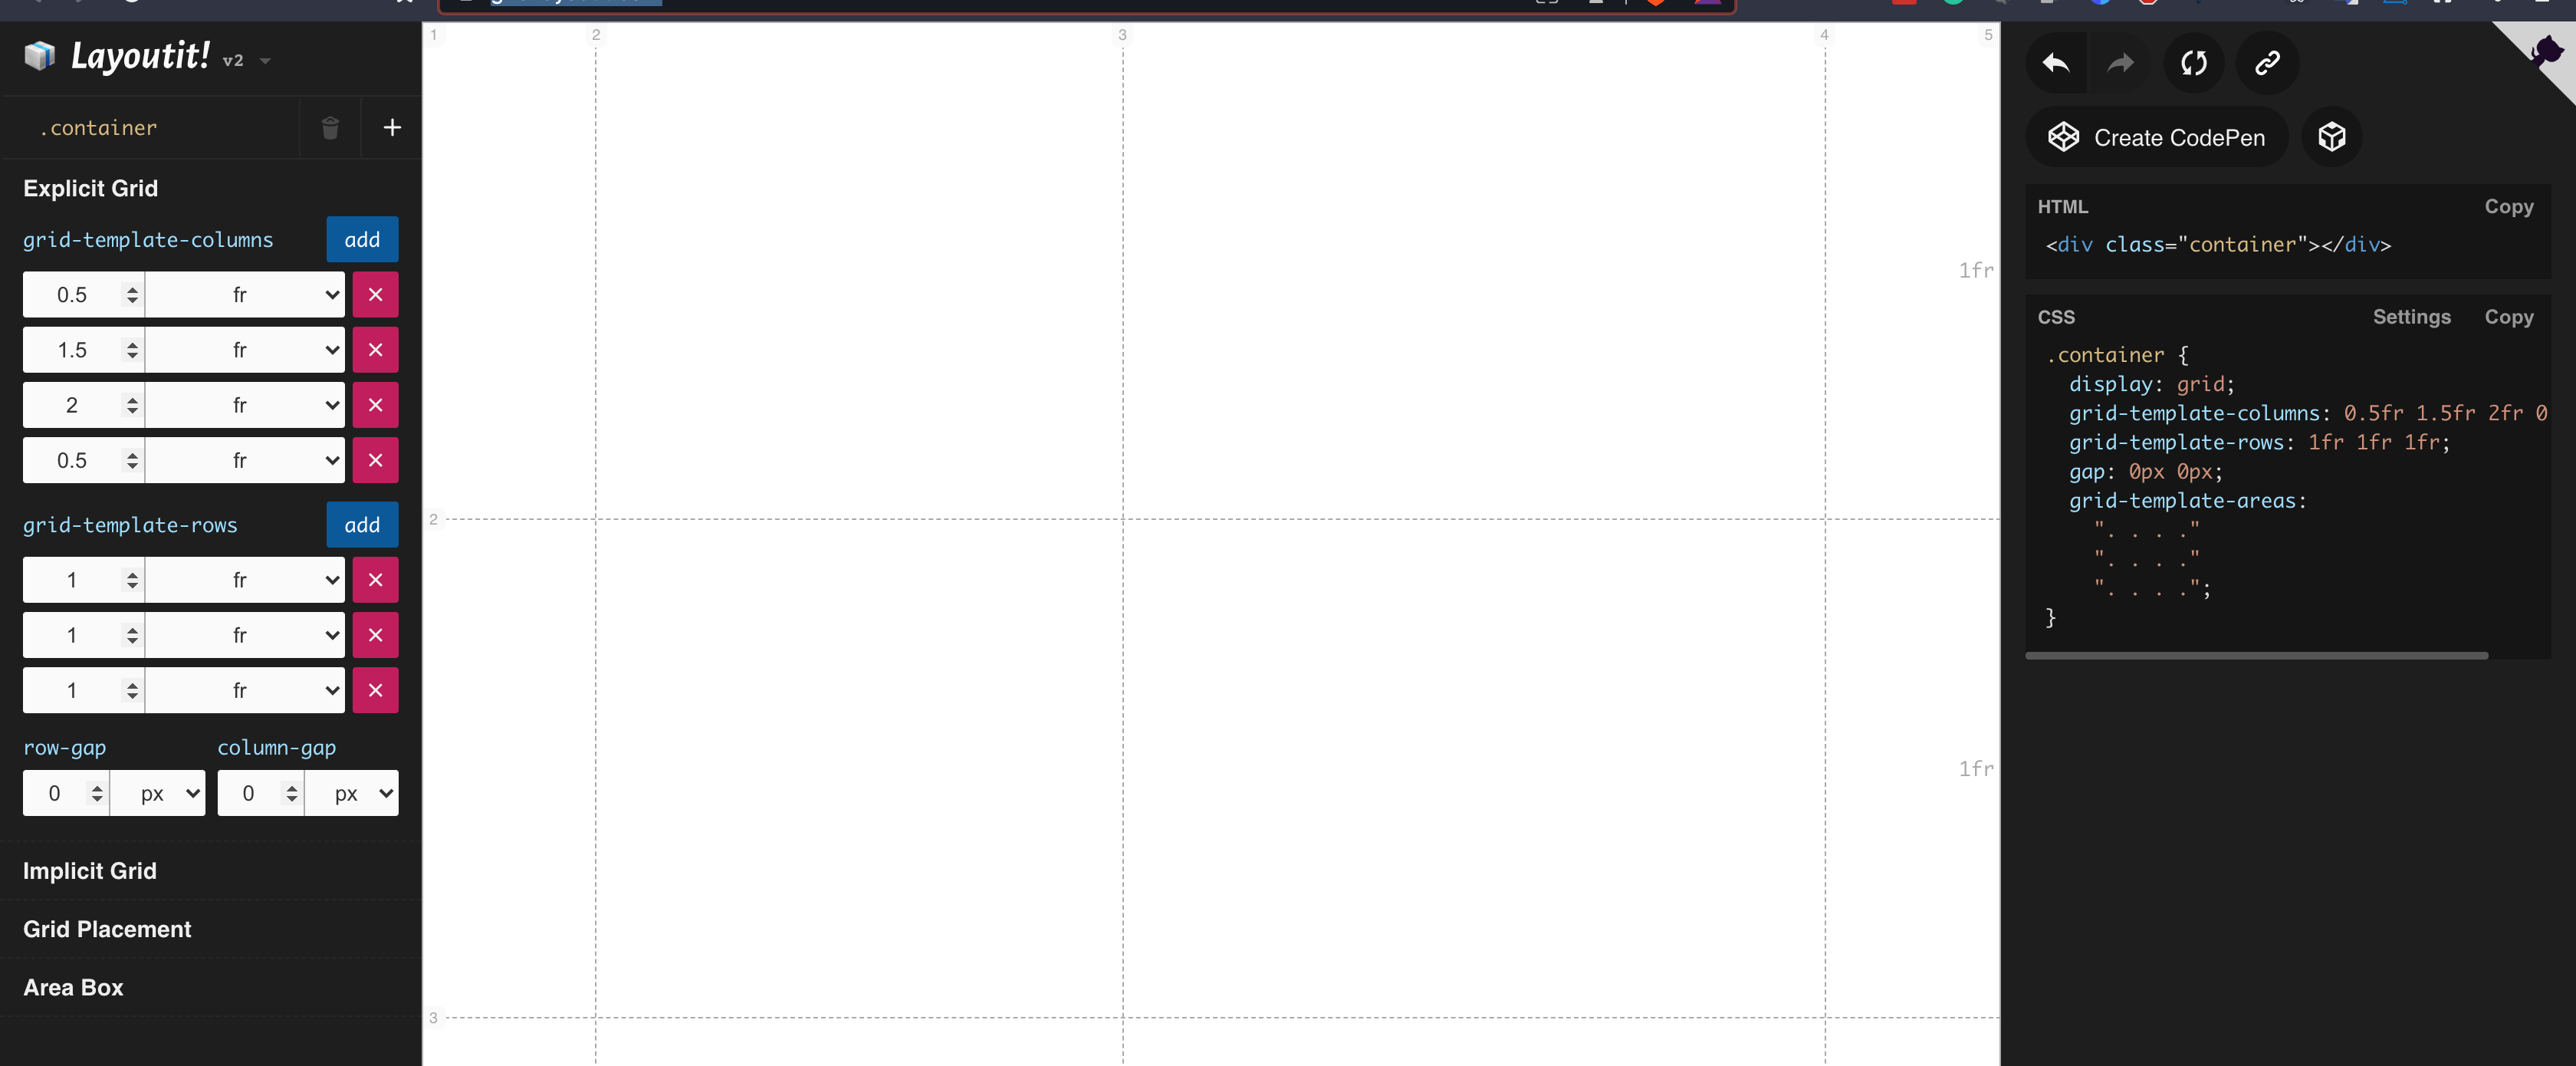 Layoutit! v2
.container
Explicit Grid
grid-template-columns add
0.5 fr
1.5 fr
2 fr
0.5 fr
grid-template-rows add
1 fr
1 fr
1 fr
row-gap column-gap
0 px 0 px
Implicit Grid
Grid Placement
Area Box
1 2 3 4 5
1fr
2
1fr
3
Create CodePen
HTML Copy
<div class="container"></div>
CSS Settings Copy
.container {
display: grid;
grid-template-columns: 0.5fr 1.5fr 2fr 0
grid-template-rows: 1fr 1fr 1fr;
gap: 0px 0px;
grid-template-areas:
". . . ."
". . . ."
". . . .";
}